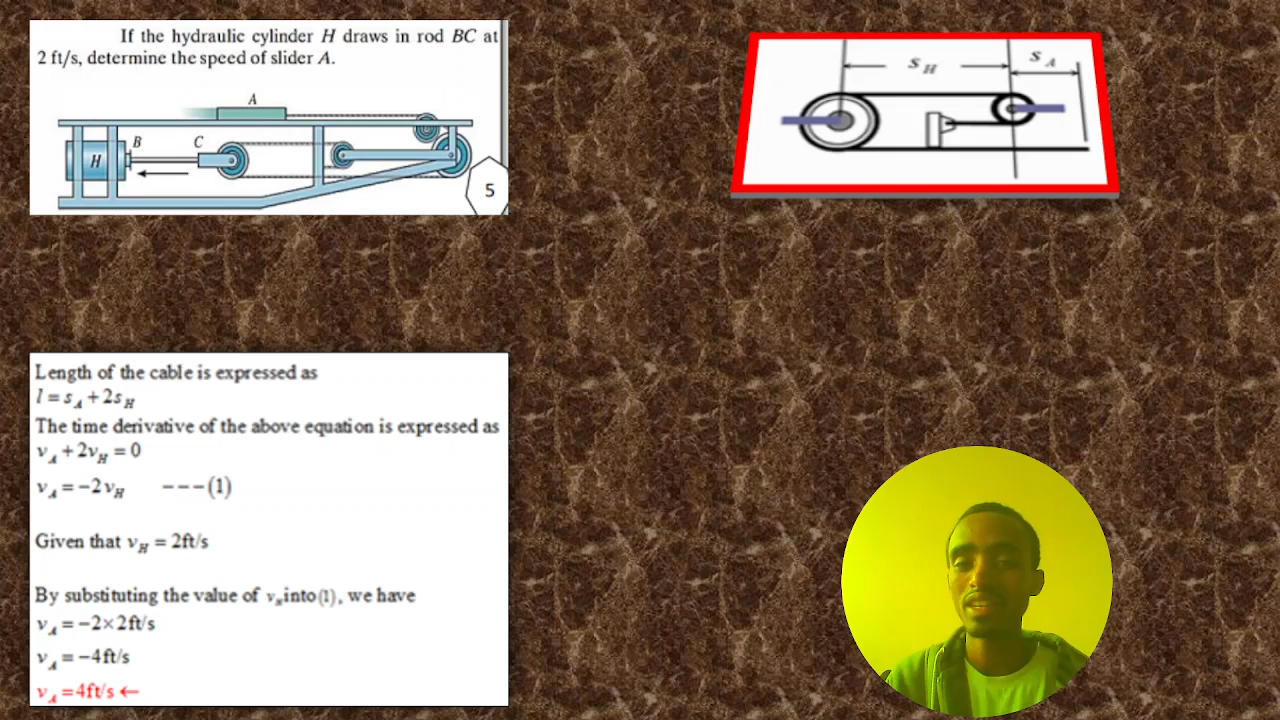 If the hydraulic cylinder H draws in rod BC at
2 ft/s, determine the speed of slider A.
A
B
C
H
5
s_H
s_A
Length of the cable is expressed as
l = s_A + 2s_H
The time derivative of the above equation is expressed as
v_A + 2v_H = 0
v_A = −2v_H ---(1)
Given that v_H = 2ft/s
By substituting the value of v_H into (1), we have
v_A = −2×2ft/s
v_A = −4ft/s
v_A = 4ft/s ←